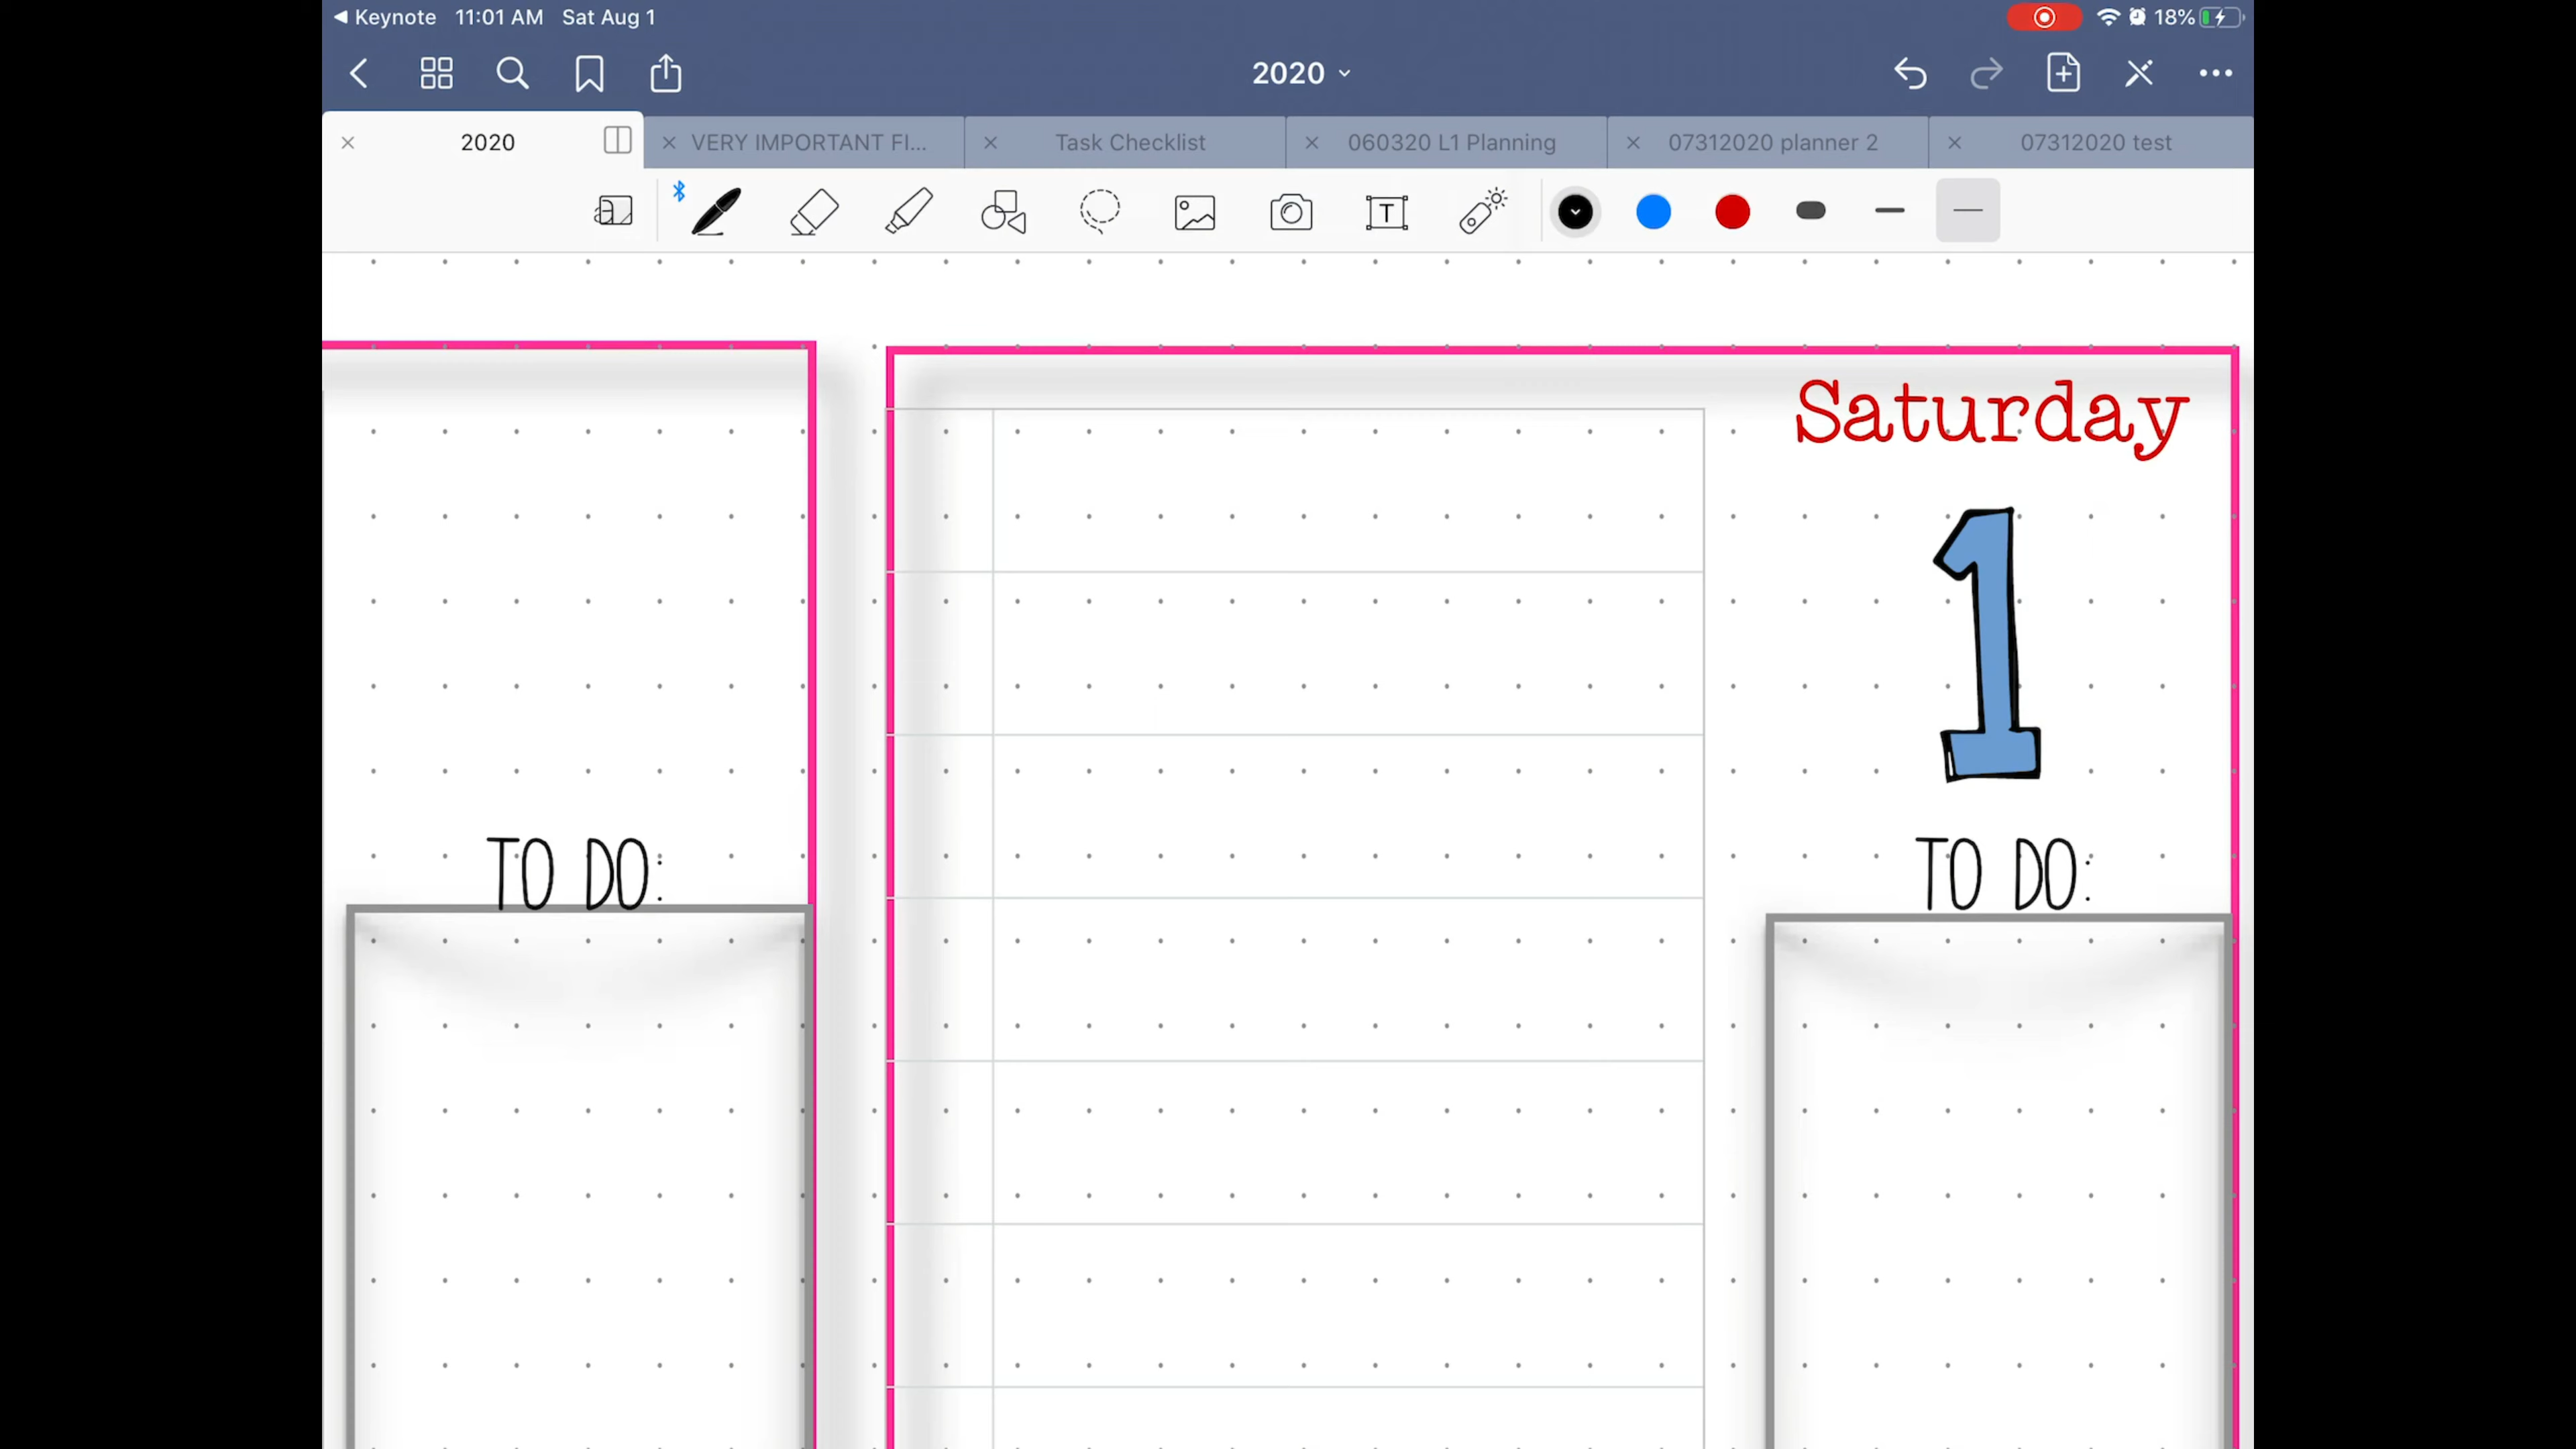 Keynote 11:01 AM Sat Aug 1 18%
2020
2020 VERY IMPORTANT FI... Task Checklist 060320 L1 Planning 07312020 planner 2 07312020 test
Saturday
1
TO DO: TO DO: